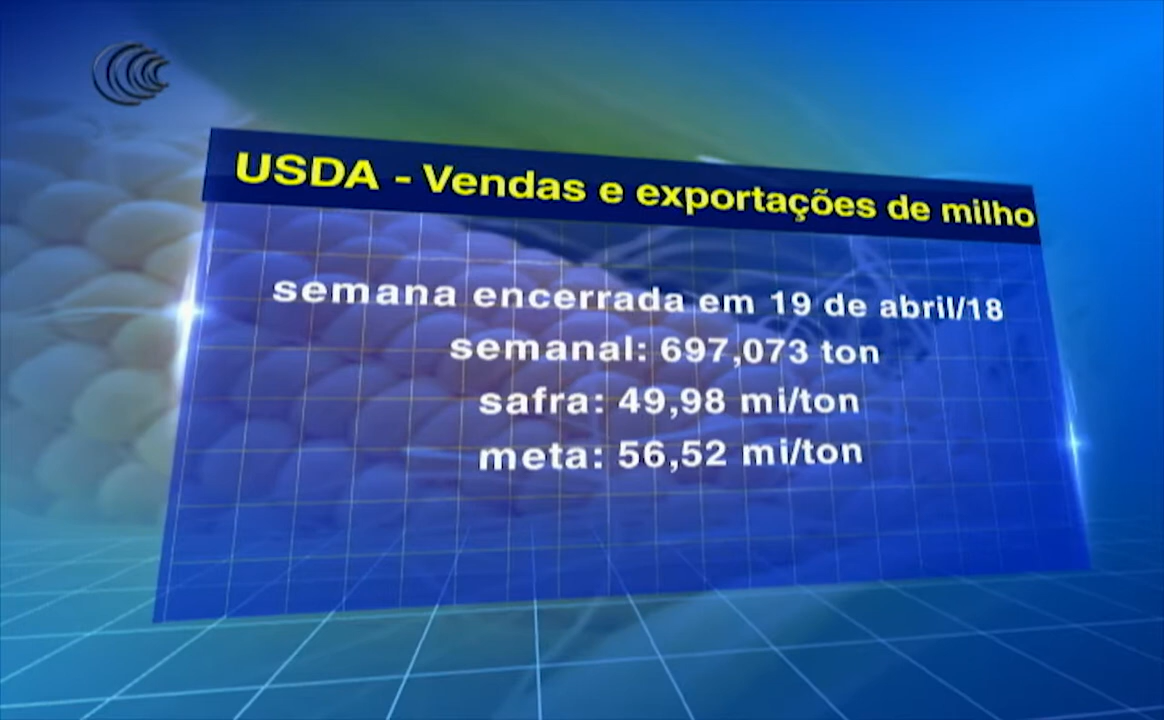 USDA - Vendas e exportações de milho
semana encerrada em 19 de abril/18
semanal: 697,073 ton
safra: 49,98 mi/ton
meta: 56,52 mi/ton